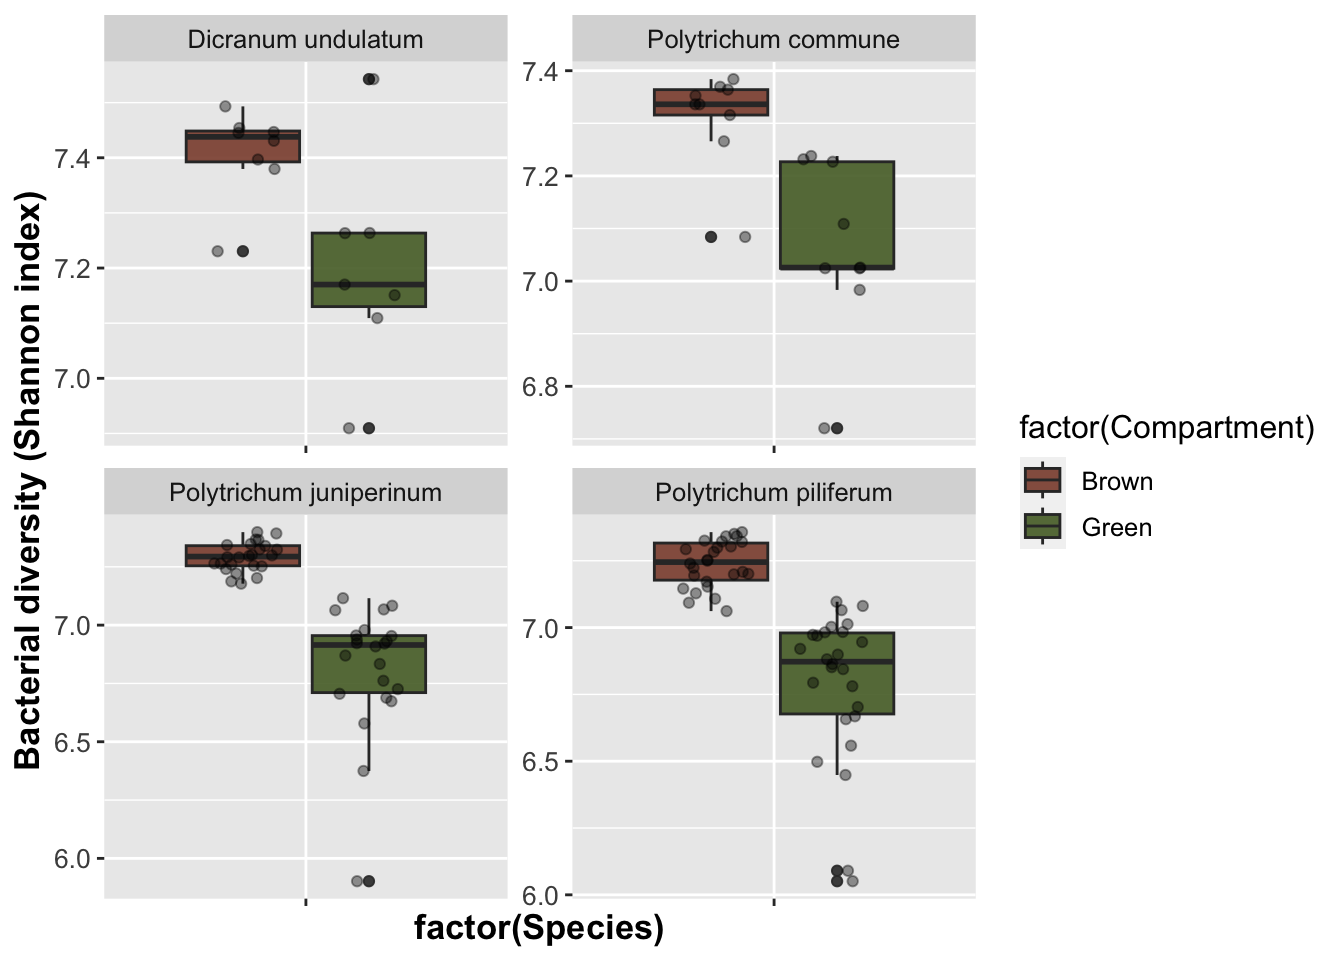 Dicranum undulatum
Polytrichum commune
7.4
7.2
7.0
7.4
7.2
7.0
6.8
Polytrichum juniperinum
Polytrichum piliferum
7.0
6.5
6.0
7.0
6.5
6.0
Bacterial diversity (Shannon index)
factor(Species)
factor(Compartment)
Brown
Green